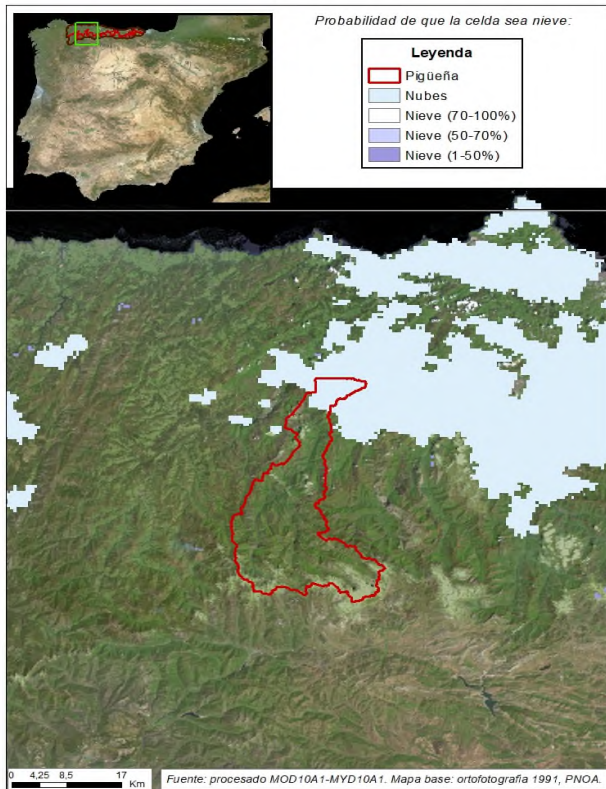 Probabilidad de que la celda sea nieve:
Leyenda
Pigüeña
Nubes
Nieve (70-100%)
Nieve (50-70%)
Nieve (1-50%)
0 4,25 8,5 17
Km
Fuente: procesado MOD10A1-MYD10A1. Mapa base: ortofotografia 1991, PNOA.